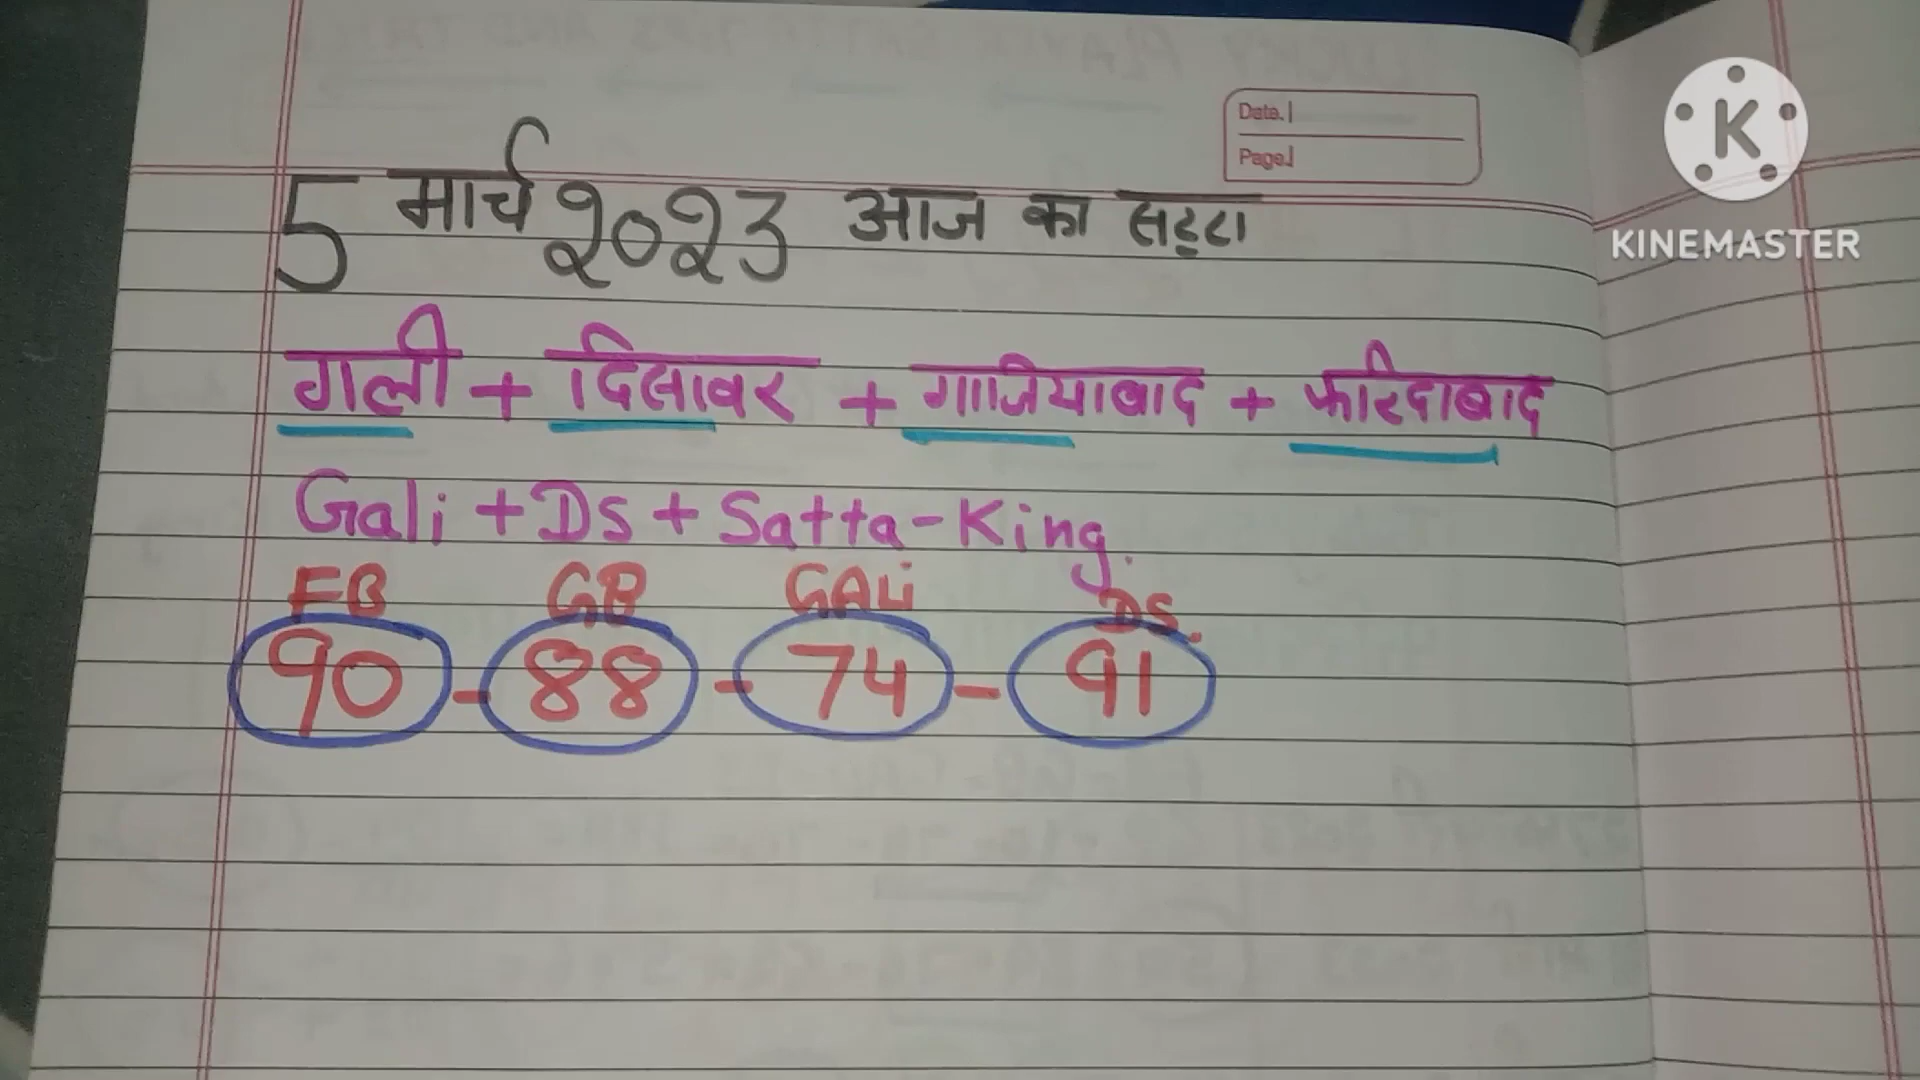 Date.
Page.
K
KINEMASTER
5 मार्च २०२३ आज का सट्टा
गली + दिसावर + गाजियाबाद + फरिदाबाद
Gali + DS + Satta-King.
FB GB GALi DS.
90 - 88 - 74 - 91